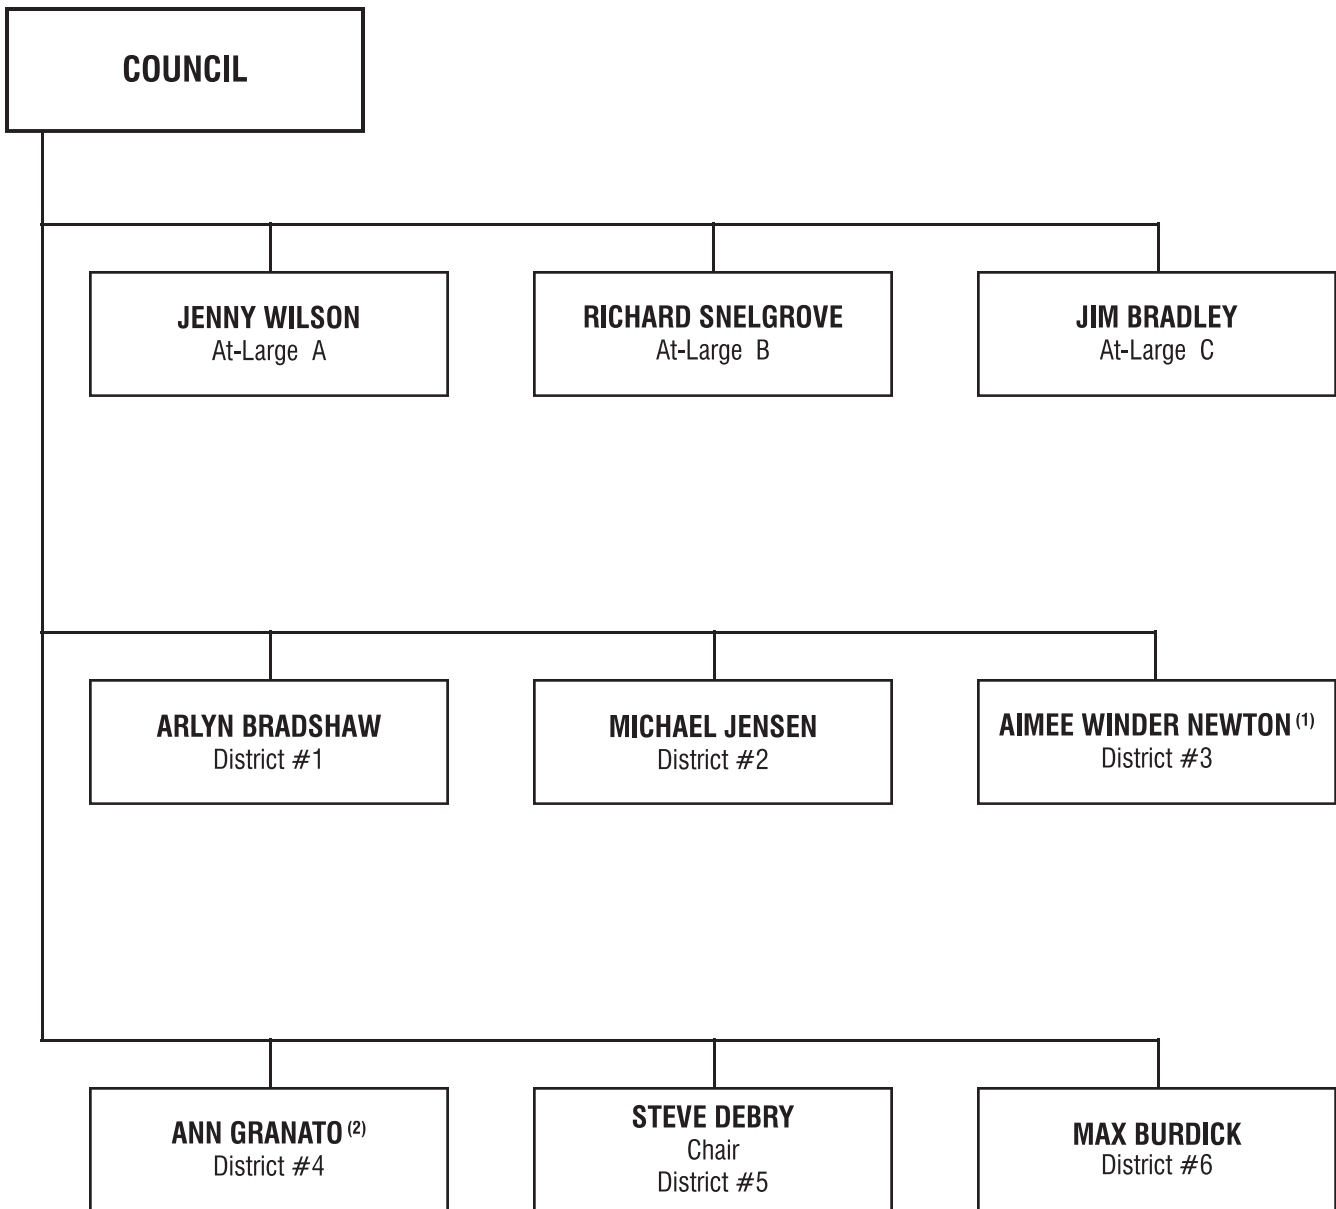 COUNCIL
JENNY WILSON
At-Large A
RICHARD SNELGROVE
At-Large B
JIM BRADLEY
At-Large C
ARLYN BRADSHAW
District #1
MICHAEL JENSEN
District #2
AIMEE WINDER NEWTON (1)
District #3
ANN GRANATO (2)
District #4
STEVE DEBRY
Chair
District #5
MAX BURDICK
District #6